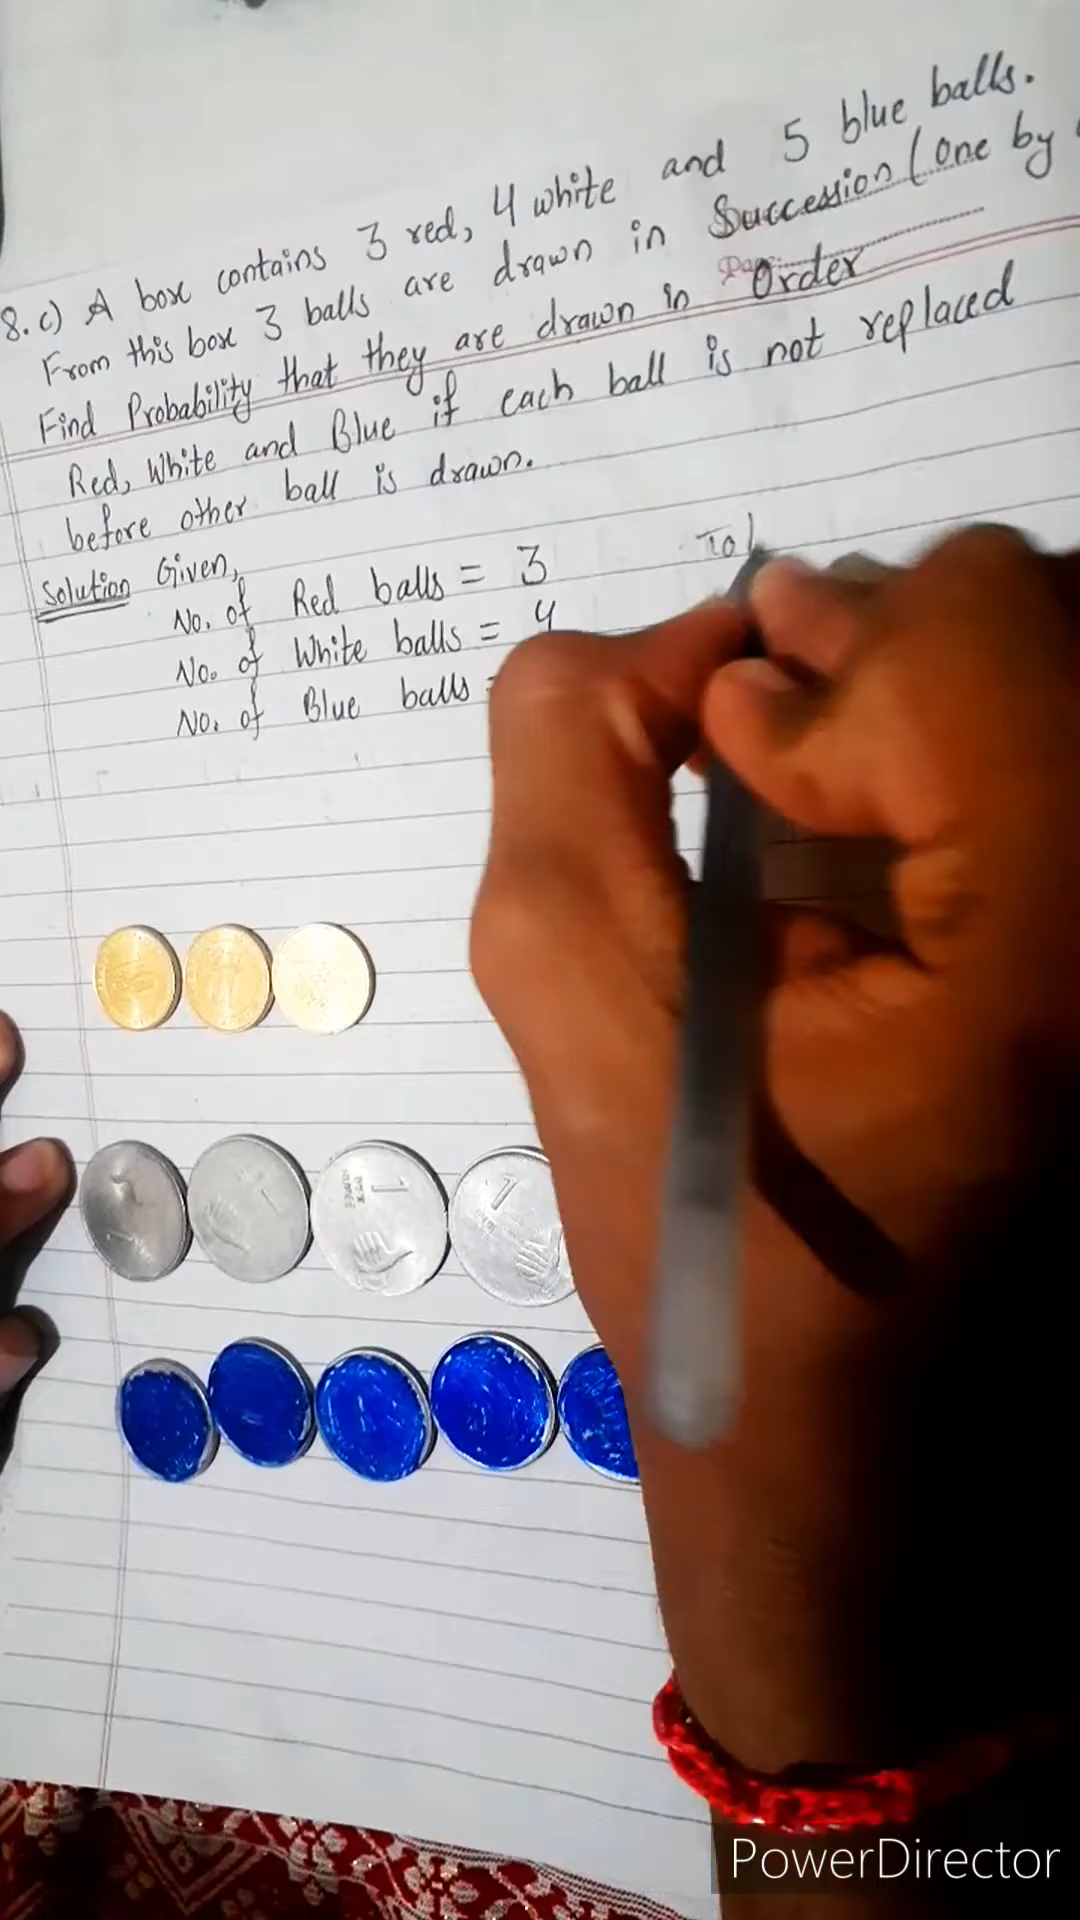 8.c) A box contains 3 red, 4 white and 5 blue balls.
From this box 3 balls are drawn in Succession (one by
Find Probability that they are drawn in Order
Red, White and Blue if each ball is not replaced
before other ball is drawn.
Solution Given,
No. of Red balls = 3
No. of White balls = 4
No. of Blue balls =
PowerDirector